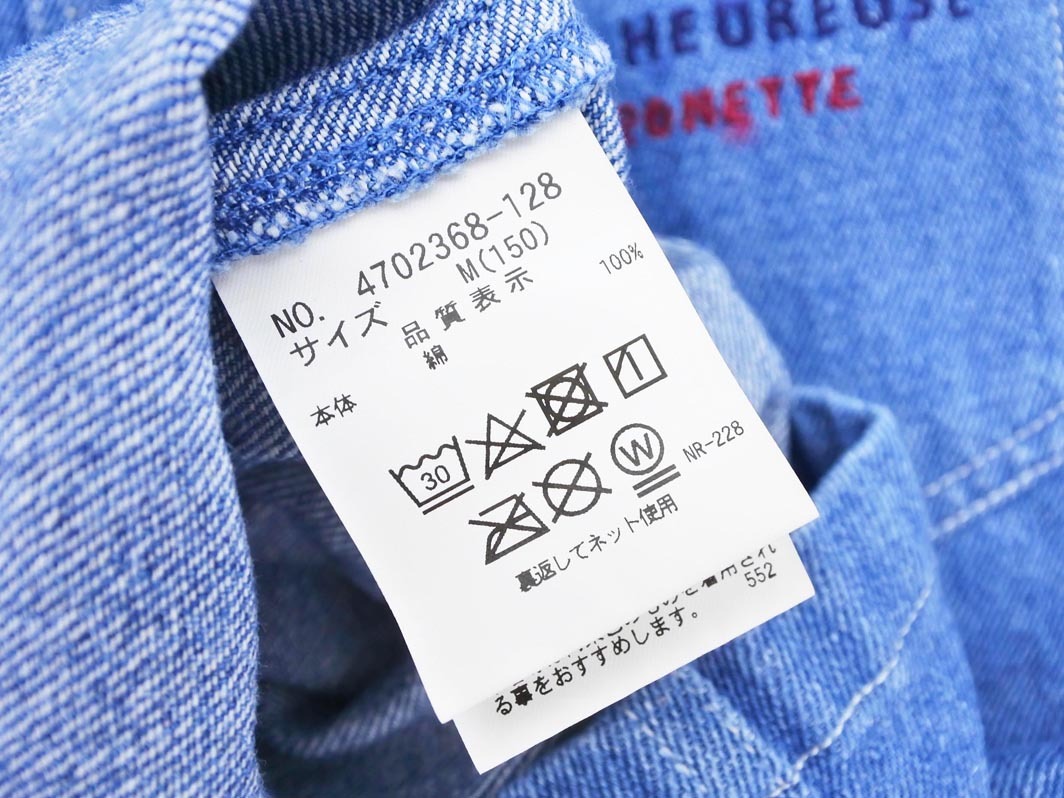 HEUREUSE
NO. 4702368-128
サイズ M(150)
品質表示
本体 綿 100%
30
1
W
NR-228
裏返してネット使用
る事をおすすめします。
552